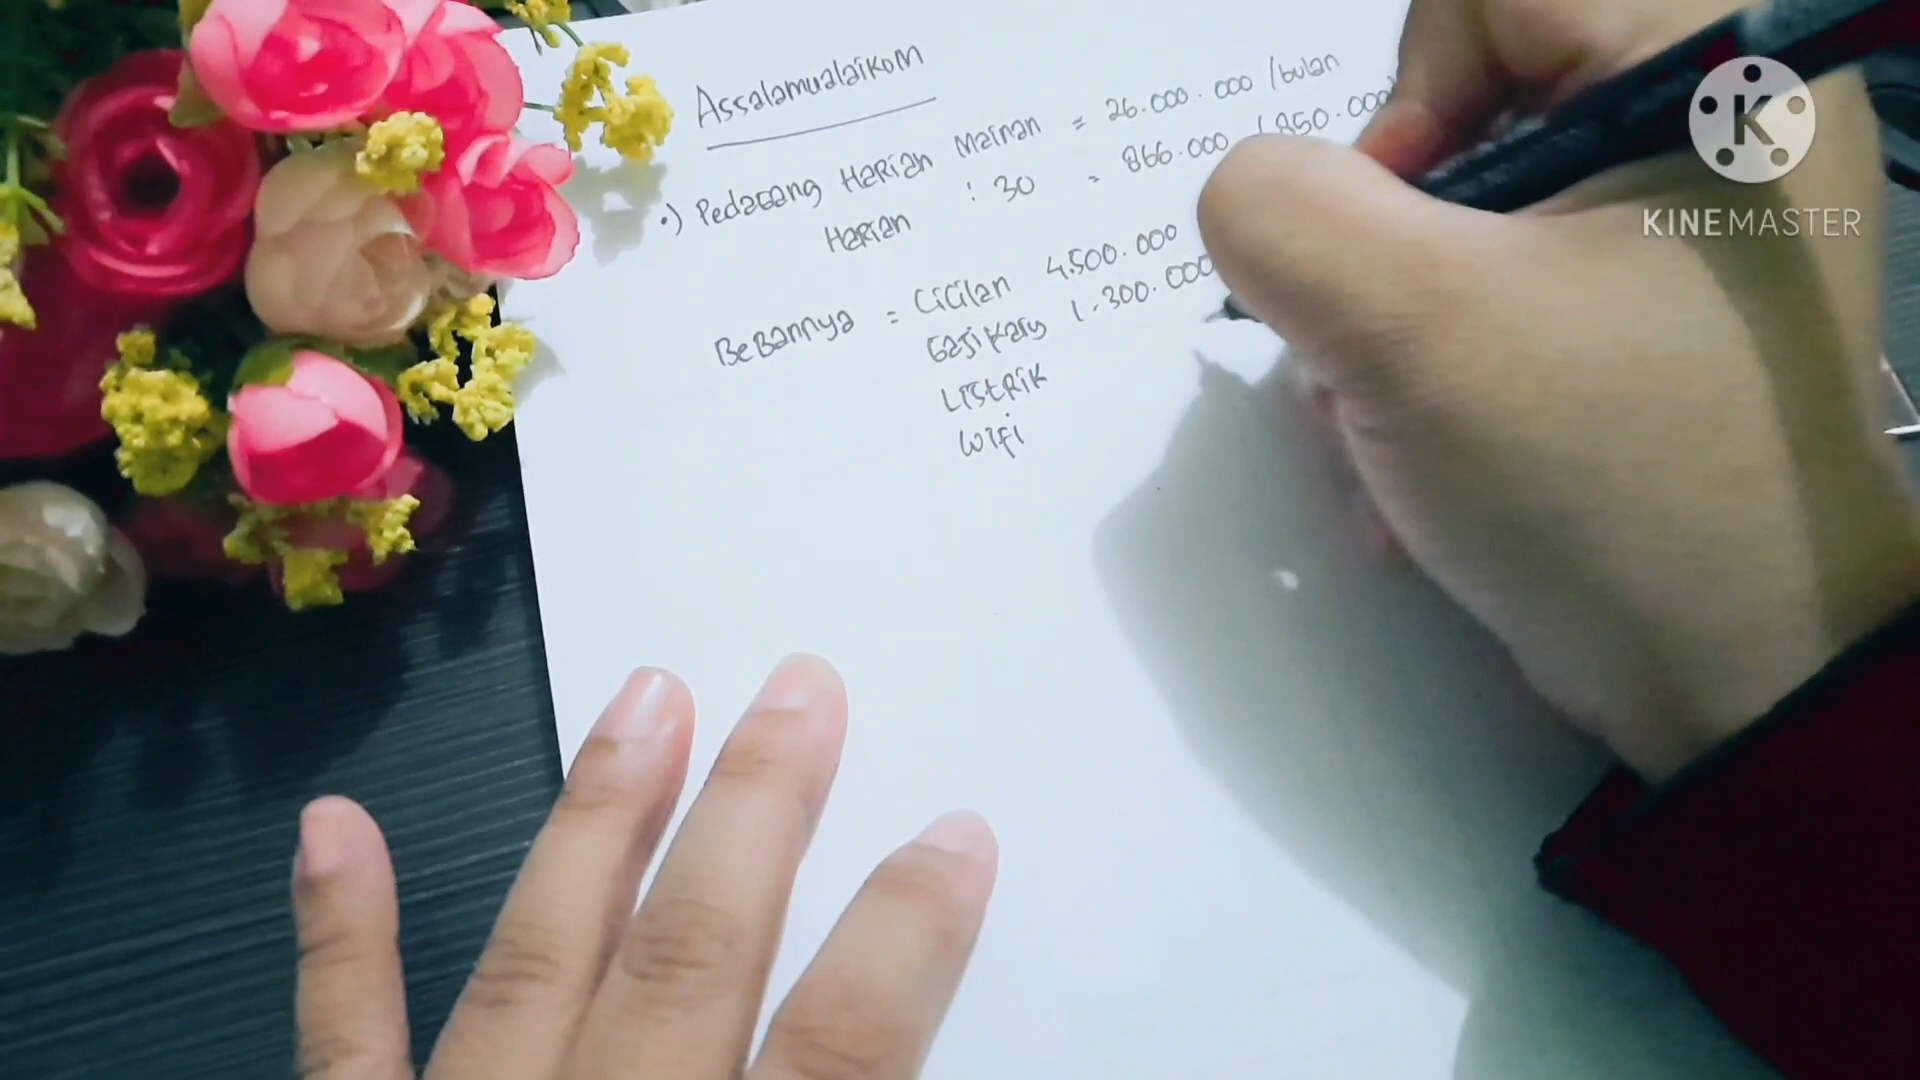 Assalamualaikom
•) Pedagang Harian Mainan = 26.000.000 /bulan
Harian : 30 = 866.000 (850.000)
Bebannya = Cicilan 4.500.000
Gaji kary 1.300.000
Listrik
Wifi
K
KINEMASTER